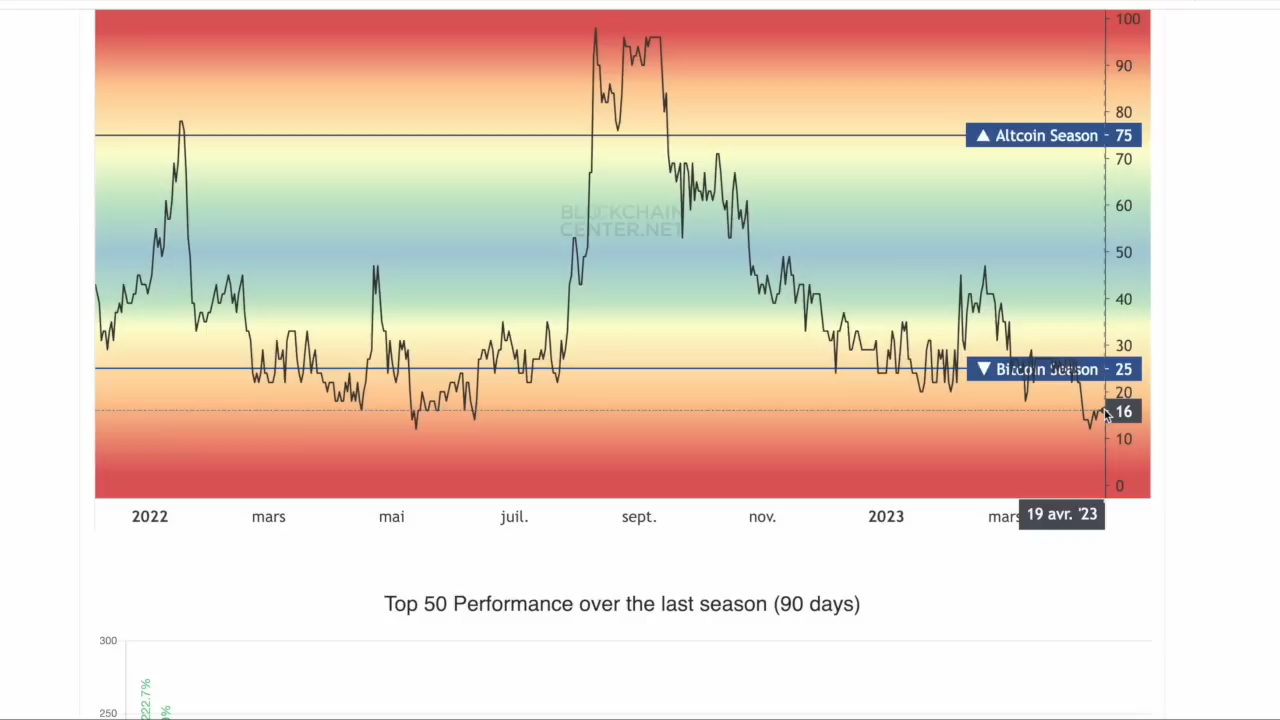 100
90
80
▲ Altcoin Season 75
70
60
BLOCKCHAIN
CENTER.NET
50
40
30
▼ Bitcoin Season 25
20
16
10
0
2022 mars mai juil. sept. nov. 2023 mars 19 avr. '23
Top 50 Performance over the last season (90 days)
300
222.7%
250